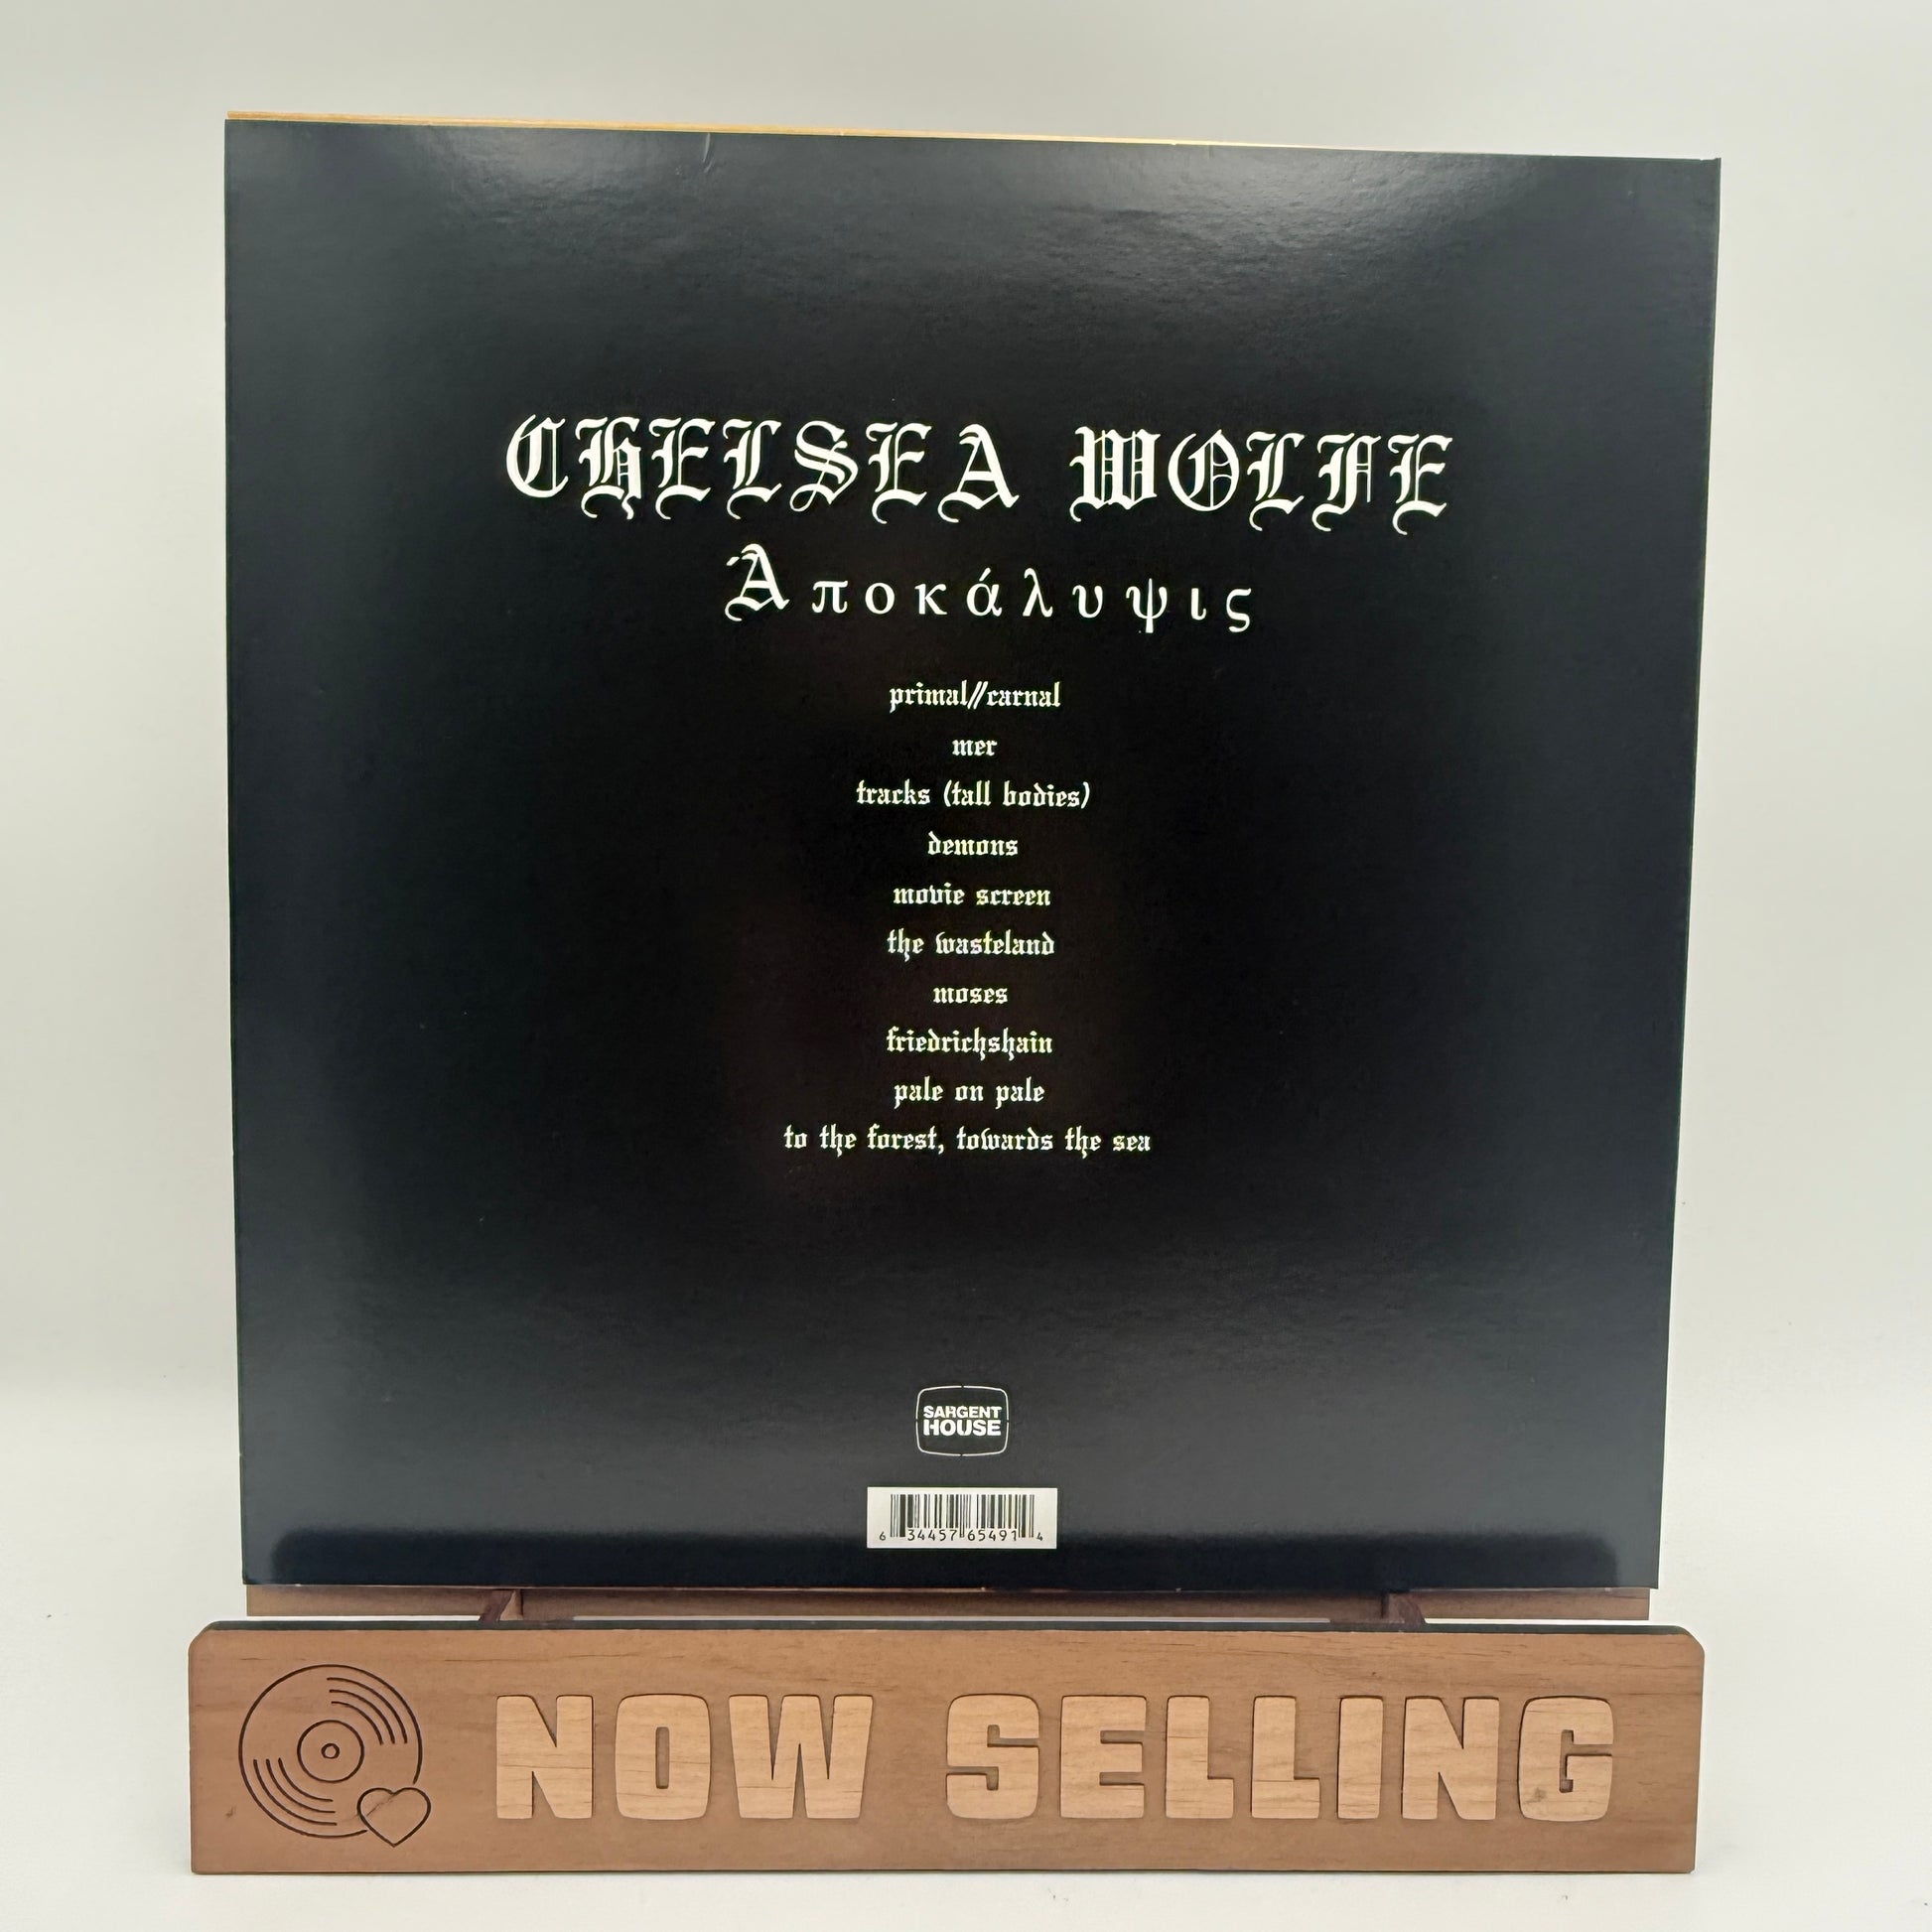 CHELSEA WOLFE
Ἀποκάλυψις
primal//carnal
mer
tracks (tall bodies)
demons
movie screen
the wasteland
moses
friedrichshain
pale on pale
to the forest, towards the sea
SARGENT
HOUSE
6 34457 65491 4
NOW SELLING